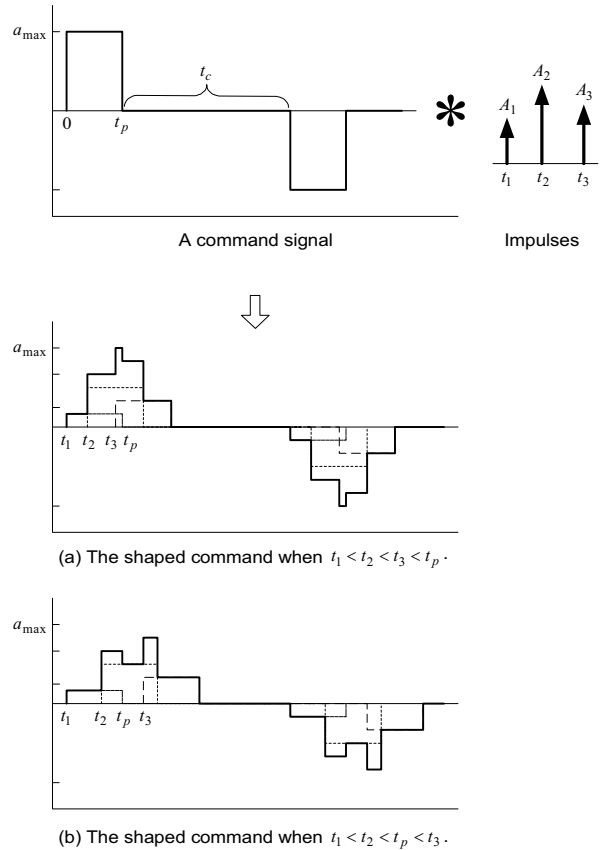 a_max
t_c
0
t_p
*
A_1
A_2
A_3
t_1
t_2
t_3
A command signal
Impulses
a_max
t_1 t_2 t_3 t_p
(a) The shaped command when t_1 < t_2 < t_3 < t_p.
a_max
t_1 t_2 t_p t_3
(b) The shaped command when t_1 < t_2 < t_p < t_3.